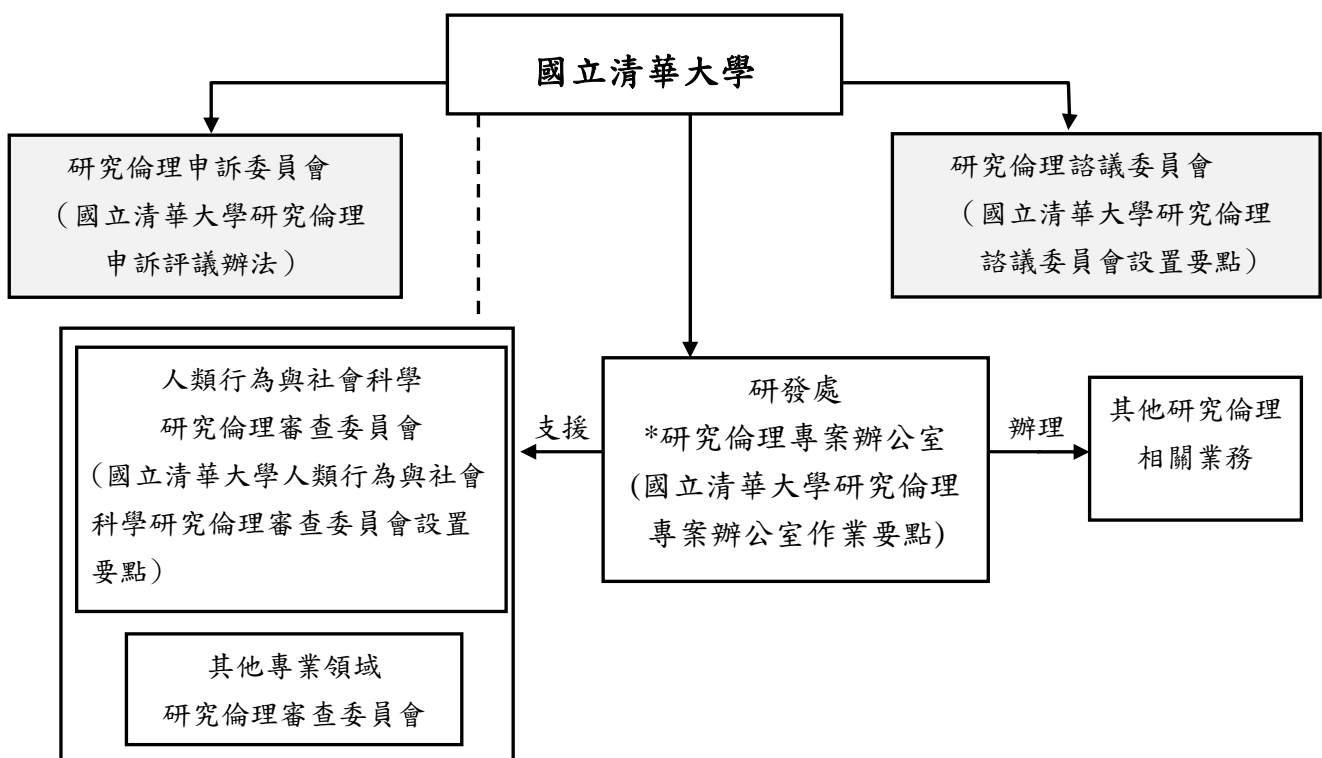 國立清華大學
研究倫理申訴委員會
（國立清華大學研究倫理
申訴評議辦法）
研究倫理諮議委員會
（國立清華大學研究倫理
諮議委員會設置要點）
人類行為與社會科學
研究倫理審查委員會
（國立清華大學人類行為與社會
科學研究倫理審查委員會設置
要點）
支援
研發處
*研究倫理專案辦公室
(國立清華大學研究倫理
專案辦公室作業要點)
辦理
其他研究倫理
相關業務
其他專業領域
研究倫理審查委員會